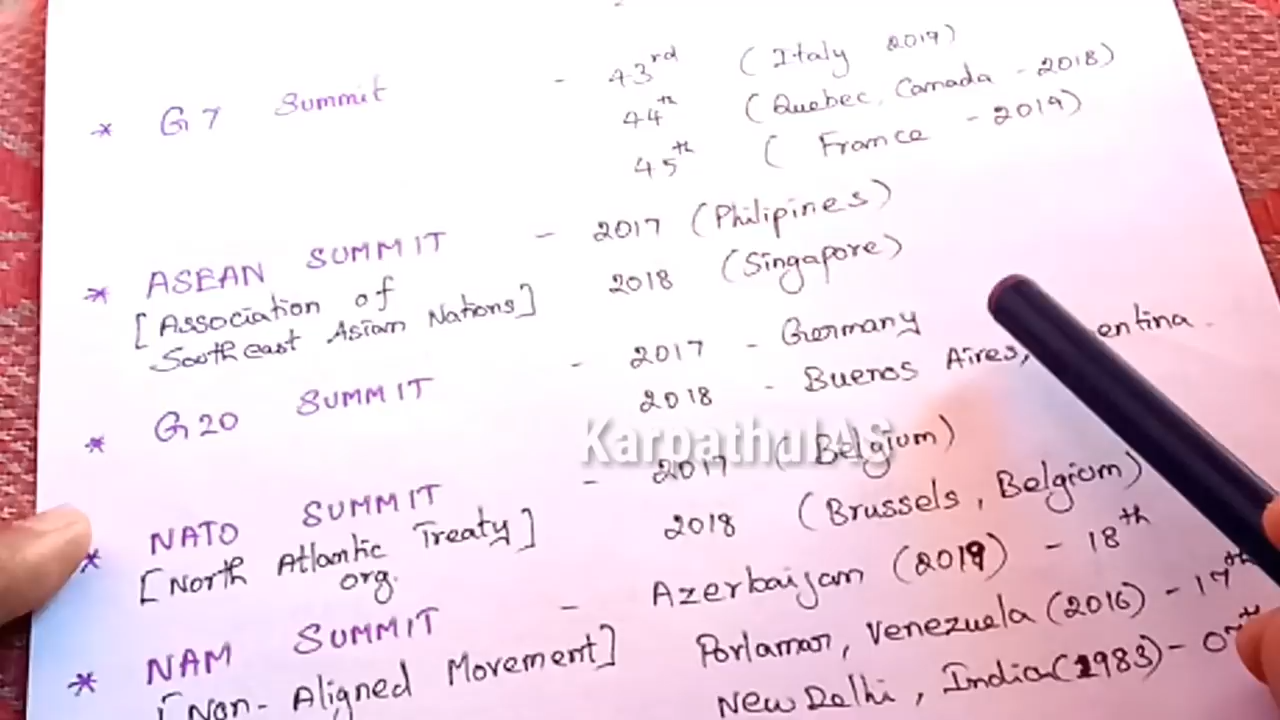 * G7 Summit - 43rd (Italy 2017)
44th (Quebec, Canada - 2018)
45th ( France - 2019)
* ASEAN SUMMIT - 2017 (Philipines)
[Association of
Southeast Asian Nations] 2018 (Singapore)
* G20 SUMMIT - 2017 - Germany
2018 - Buenos Aires, entina.
Karpathu IAS
* NATO SUMMIT - 2017 (Belgium)
[North Atlantic Treaty] 2018 (Brussels, Belgium)
org.
* NAM SUMMIT - Azerbaijan (2019) - 18th
[Non-Aligned Movement] Porlamar, Venezuela (2016) - 17th
New Delhi, India (1983) -